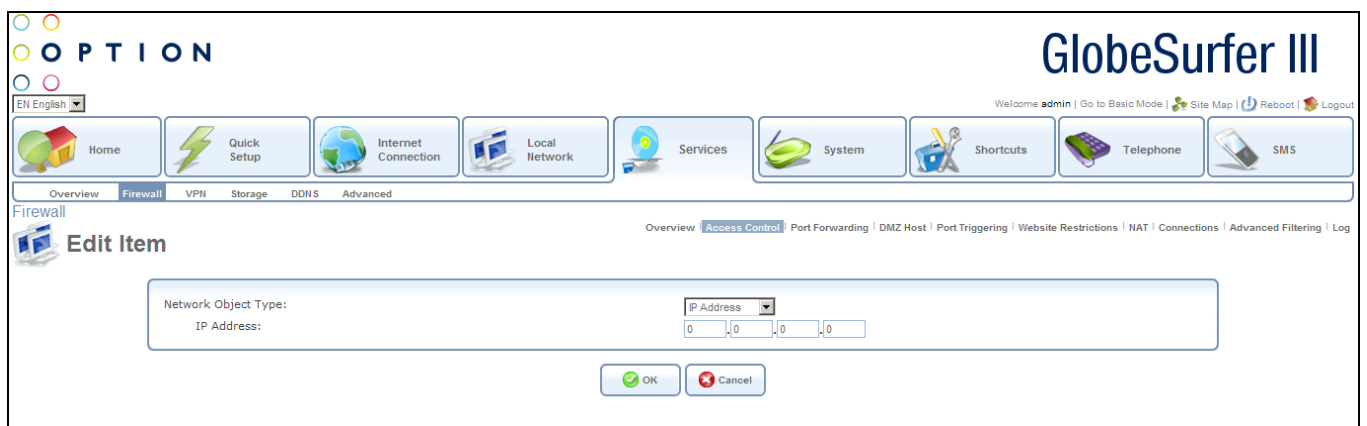 OPTION
GlobeSurfer III
EN English
Welcome admin | Go to Basic Mode | Site Map | Reboot | Logout
Home
Quick Setup
Internet Connection
Local Network
Services
System
Shortcuts
Telephone
SMS
Overview Firewall VPN Storage DDNS Advanced
Firewall
Edit Item
Overview | Access Control | Port Forwarding | DMZ Host | Port Triggering | Website Restrictions | NAT | Connections | Advanced Filtering | Log
Network Object Type: IP Address
IP Address: 0 . 0 . 0 . 0
OK Cancel